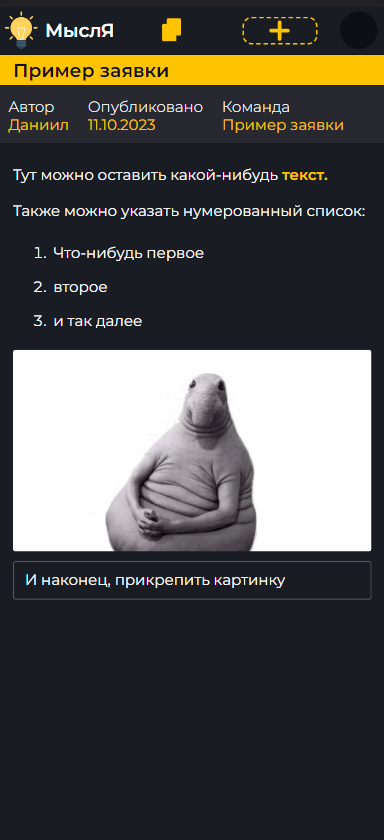 МыслЯ
Пример заявки
Автор Опубликовано Команда
Даниил 11.10.2023 Пример заявки
Тут можно оставить какой-нибудь текст.
Также можно указать нумерованный список:
1. Что-нибудь первое
2. второе
3. и так далее
И наконец, прикрепить картинку